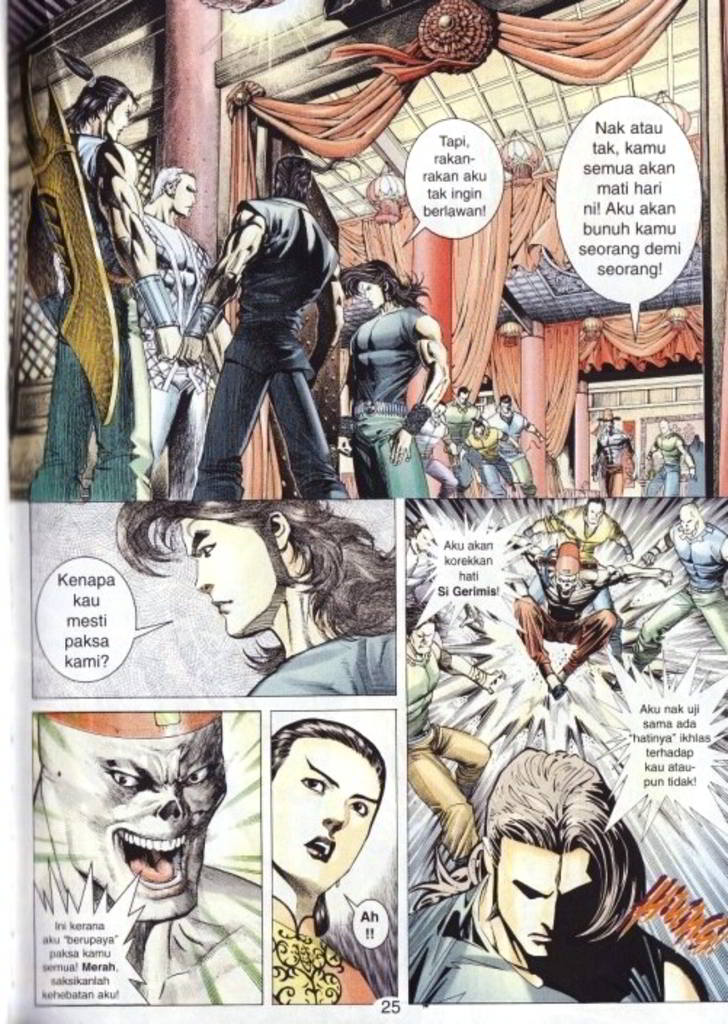 Tapi,
rakan-
rakan aku
tak ingin
berlawan!
Nak atau
tak, kamu
semua akan
mati hari
ni! Aku akan
bunuh kamu
seorang demi
seorang!
Kenapa
kau
mesti
paksa
kami?
Aku akan
korekkan
hati
Si Gerimis!
Aku nak uji
sama ada
"hatinya" ikhlas
terhadap
kau atau-
pun tidak!
Ini kerana
aku "berupaya"
paksa kamu
semua! Merah,
saksikanlah
kehebatan aku!
Ah
!!
25